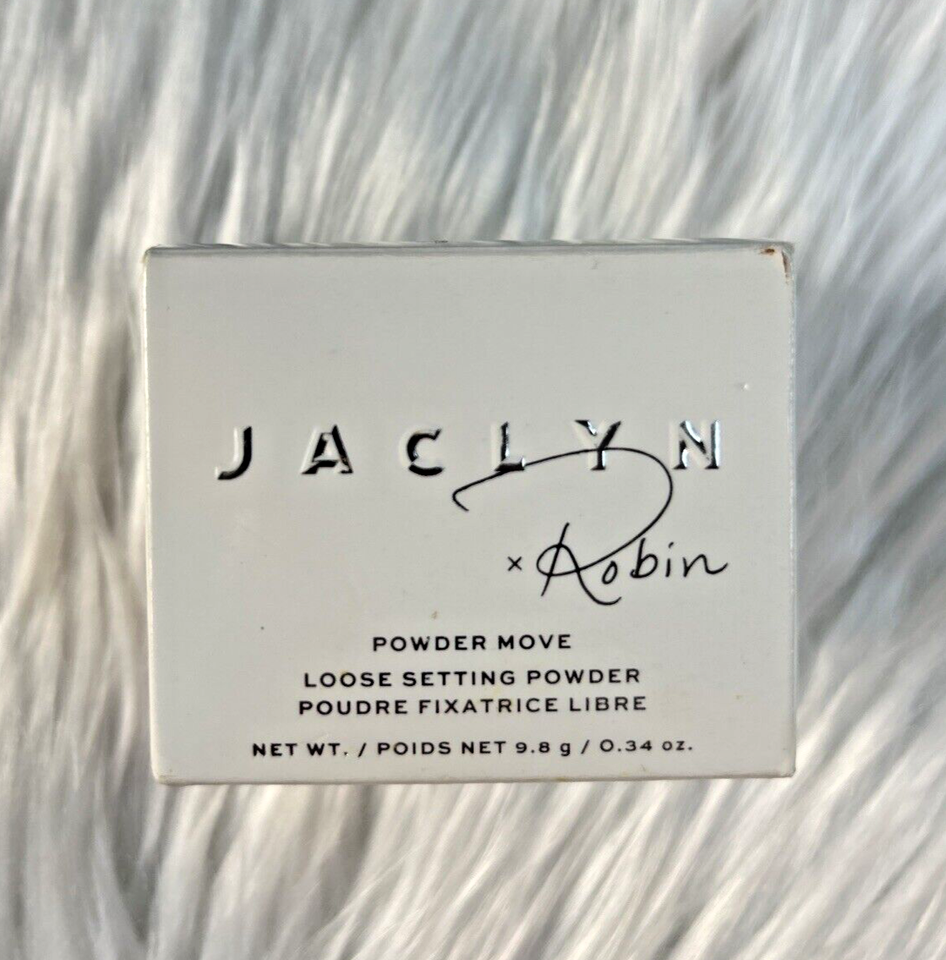 JACLYN
× Robin
POWDER MOVE
LOOSE SETTING POWDER
POUDRE FIXATRICE LIBRE
NET WT. / POIDS NET 9.8 g / 0.34 oz.